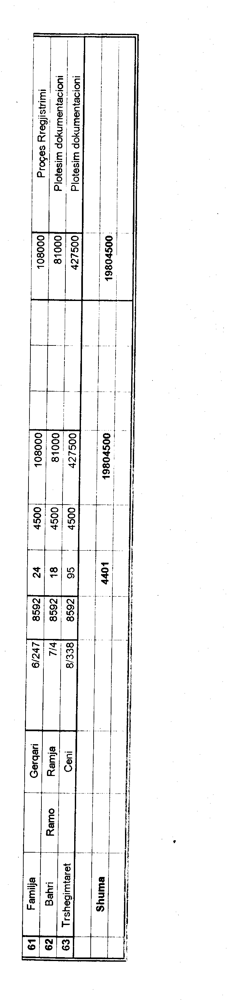 61 Familja Gerqari 6/247 8592 24 4500 108000 108000 Proçes Rregjistrimi
62 Bahri Ramo Ramja 7/4 8592 18 4500 81000 81000 Plotesim dokumentacioni
63 Trshegimtaret Ceni 8/338 8592 95 4500 427500 427500 Plotesim dokumentacioni
Shuma 4401 19804500 19804500